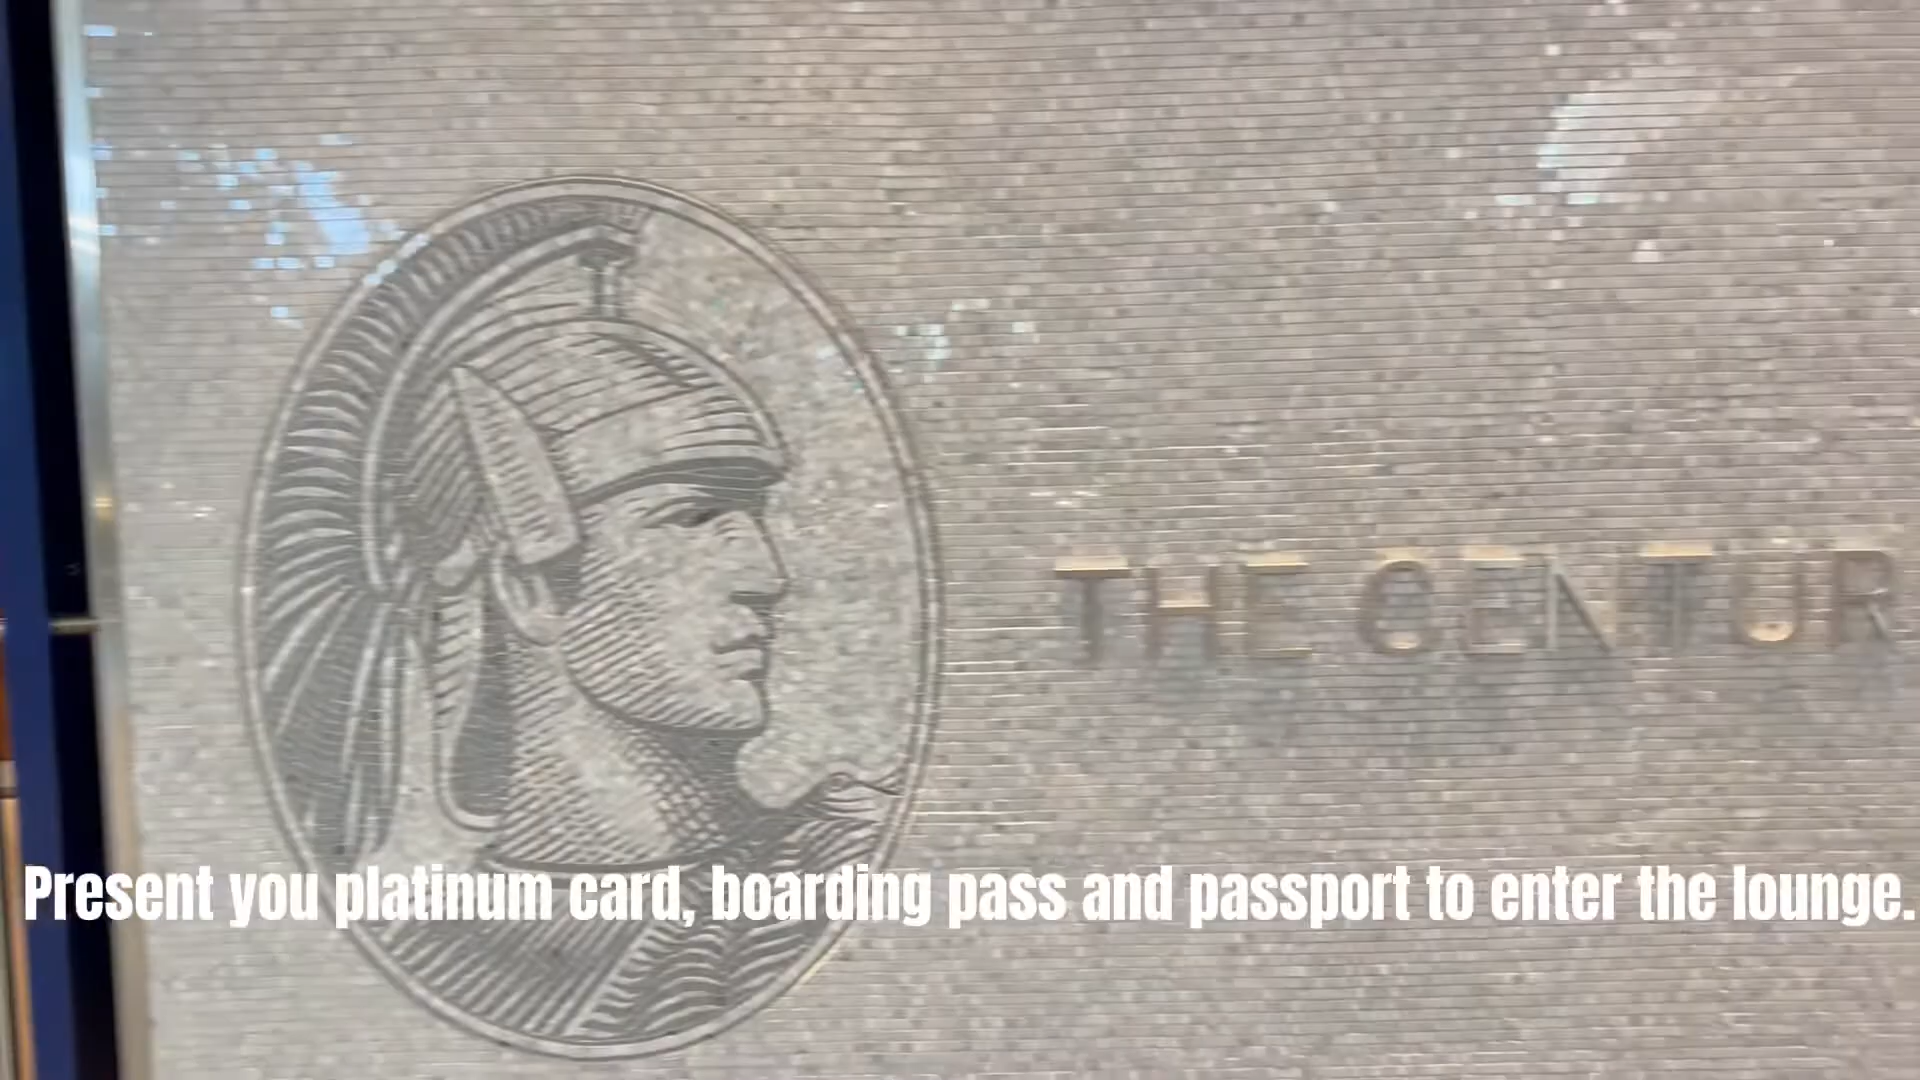 THE CENTUR
Present you platinum card, boarding pass and passport to enter the lounge.